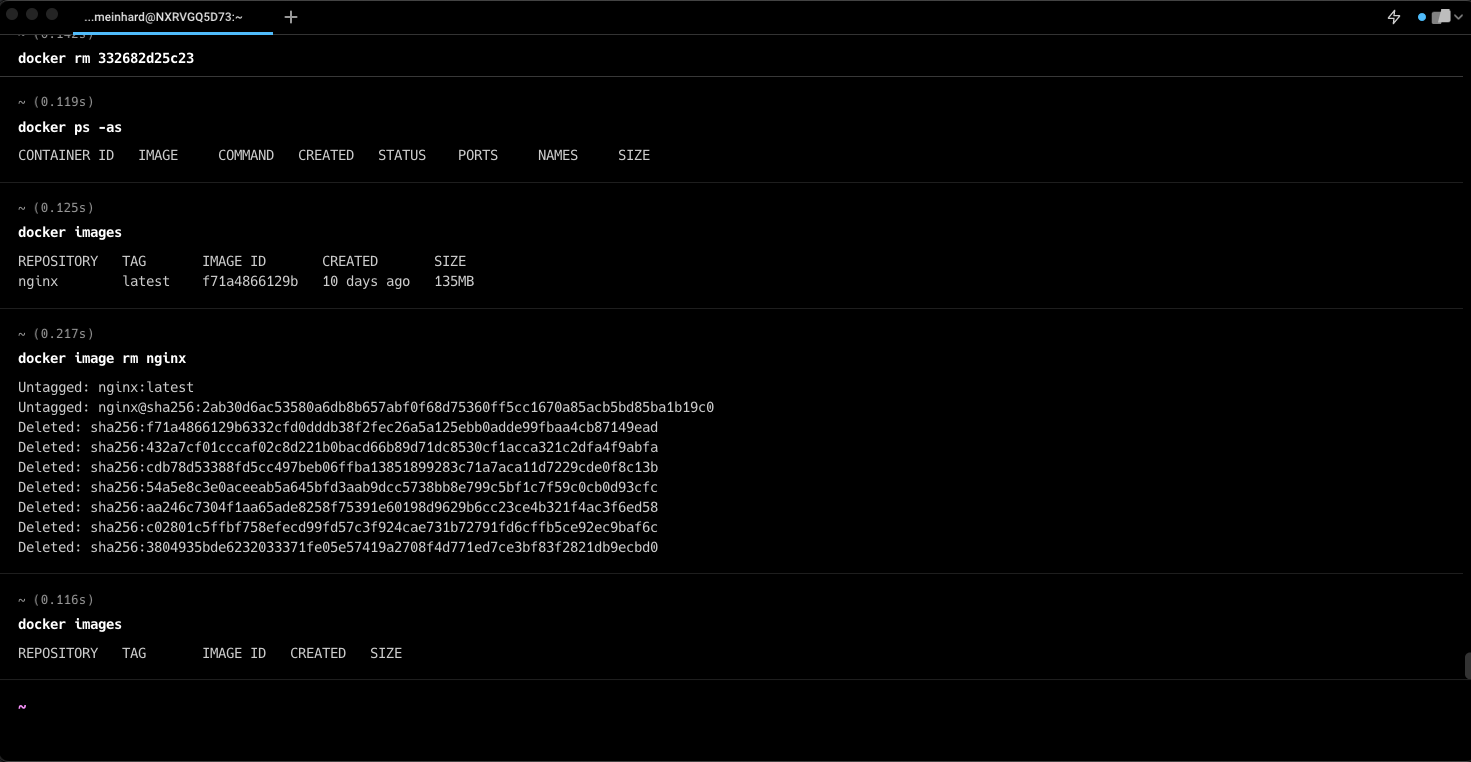 ...meinhard@NXRVGQ5D73:~
~ (0.142s)
docker rm 332682d25c23
~ (0.119s)
docker ps -as
CONTAINER ID   IMAGE     COMMAND   CREATED   STATUS    PORTS     NAMES     SIZE
~ (0.125s)
docker images
REPOSITORY   TAG       IMAGE ID       CREATED       SIZE
nginx        latest    f71a4866129b   10 days ago   135MB
~ (0.217s)
docker image rm nginx
Untagged: nginx:latest
Untagged: nginx@sha256:2ab30d6ac53580a6db8b657abf0f68d75360ff5cc1670a85acb5bd85ba1b19c0
Deleted: sha256:f71a4866129b6332cfd0dddb38f2fec26a5a125ebb0adde99fbaa4cb87149ead
Deleted: sha256:432a7cf01cccaf02c8d221b0bacd66b89d71dc8530cf1acca321c2dfa4f9abfa
Deleted: sha256:cdb78d53388fd5cc497beb06ffba13851899283c71a7aca11d7229cde0f8c13b
Deleted: sha256:54a5e8c3e0aceeab5a645bfd3aab9dcc5738bb8e799c5bf1c7f59c0cb0d93cfc
Deleted: sha256:aa246c7304f1aa65ade8258f75391e60198d9629b6cc23ce4b321f4ac3f6ed58
Deleted: sha256:c02801c5ffbf758efecd99fd57c3f924cae731b72791fd6cffb5ce92ec9baf6c
Deleted: sha256:3804935bde6232033371fe05e57419a2708f4d771ed7ce3bf83f2821db9ecbd0
~ (0.116s)
docker images
REPOSITORY   TAG       IMAGE ID   CREATED   SIZE
~